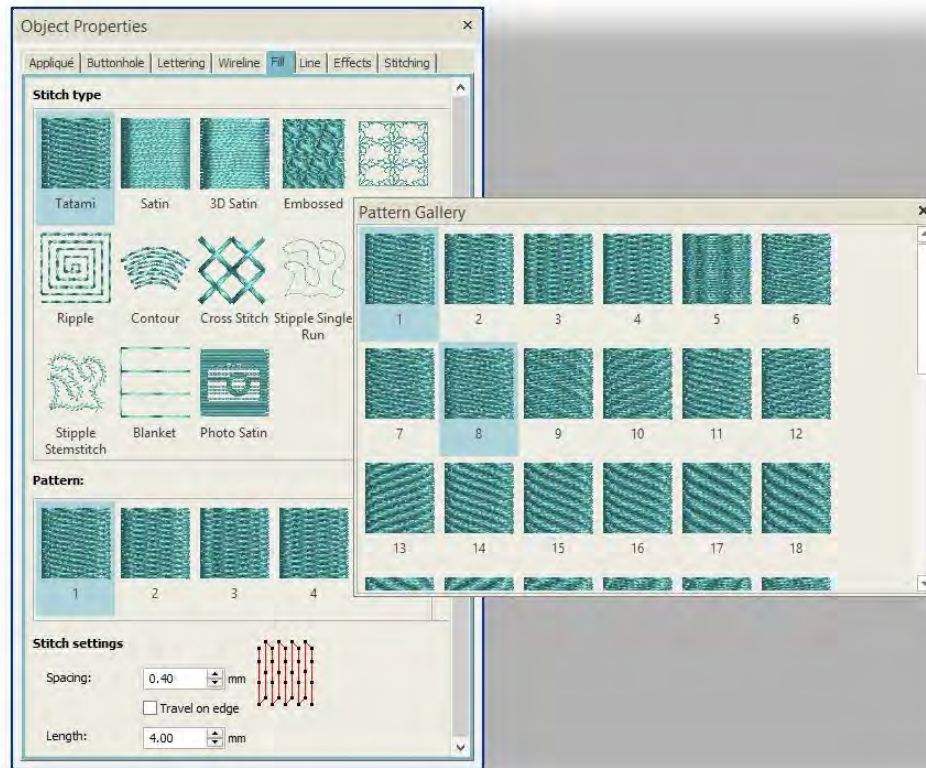 Object Properties
×
Appliqué
Buttonhole
Lettering
Wireline
Fill
Line
Effects
Stitching
Stitch type
Tatami
Satin
3D Satin
Embossed
Ripple
Contour
Cross Stitch
Stipple Single
Run
Stipple
Stemstitch
Blanket
Photo Satin
Pattern:
1
2
3
4
Stitch settings
Spacing:
0.40
mm
Travel on edge
Length:
4.00
mm
Pattern Gallery
×
1
2
3
4
5
6
7
8
9
10
11
12
13
14
15
16
17
18